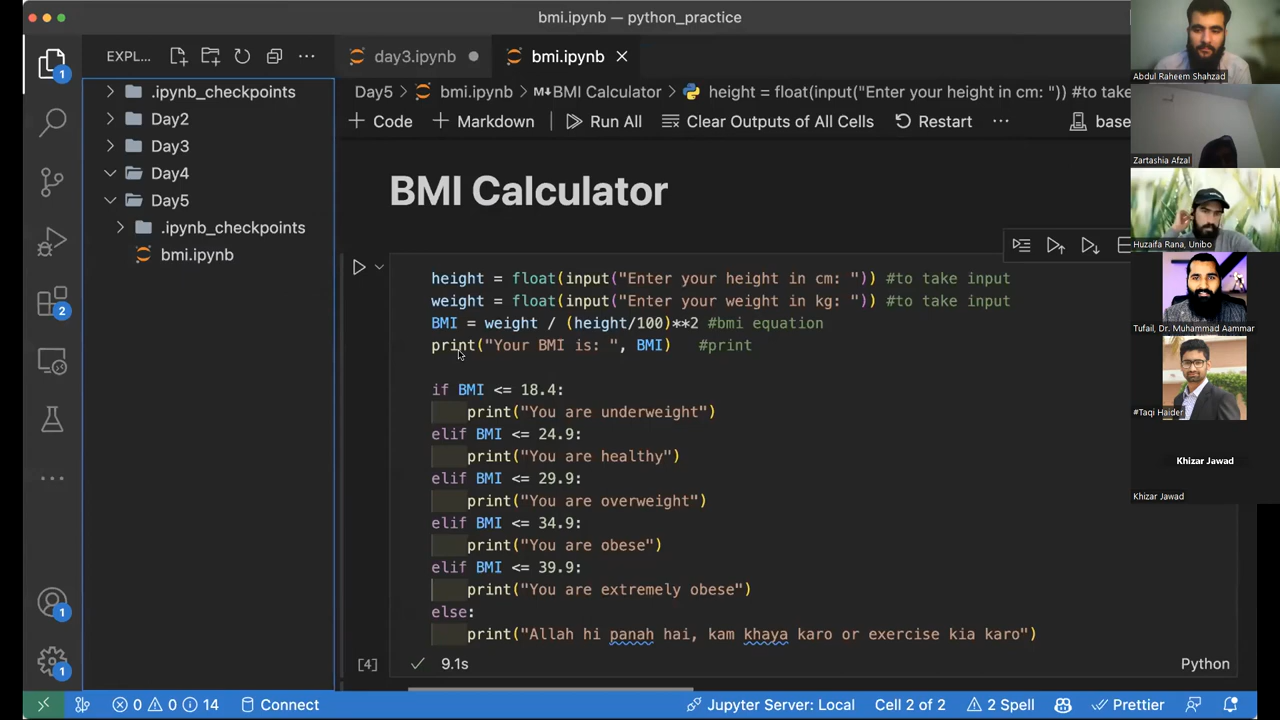 bmi.ipynb — python_practice
EXPL...
day3.ipynb
bmi.ipynb
Day5 > bmi.ipynb > BMI Calculator > height = float(input("Enter your height in cm: ")) #to take
+ Code + Markdown Run All Clear Outputs of All Cells Restart ... base
1
.ipynb_checkpoints
Day2
Day3
Day4
Day5
.ipynb_checkpoints
bmi.ipynb
2
1
1
BMI Calculator
height = float(input("Enter your height in cm: ")) #to take input
weight = float(input("Enter your weight in kg: ")) #to take input
BMI = weight / (height/100)**2 #bmi equation
print("Your BMI is: ", BMI)   #print
if BMI <= 18.4:
    print("You are underweight")
elif BMI <= 24.9:
    print("You are healthy")
elif BMI <= 29.9:
    print("You are overweight")
elif BMI <= 34.9:
    print("You are obese")
elif BMI <= 39.9:
    print("You are extremely obese")
else:
    print("Allah hi panah hai, kam khaya karo or exercise kia karo")
[4] 9.1s Python
0 0 14 Connect Jupyter Server: Local Cell 2 of 2 2 Spell Prettier
Abdul Raheem Shahzad
Zartashia Afzal
Huzaifa Rana, Unibo
Tufail, Dr. Muhammad Aammar
#Taqi Haider
Khizar Jawad
Khizar Jawad